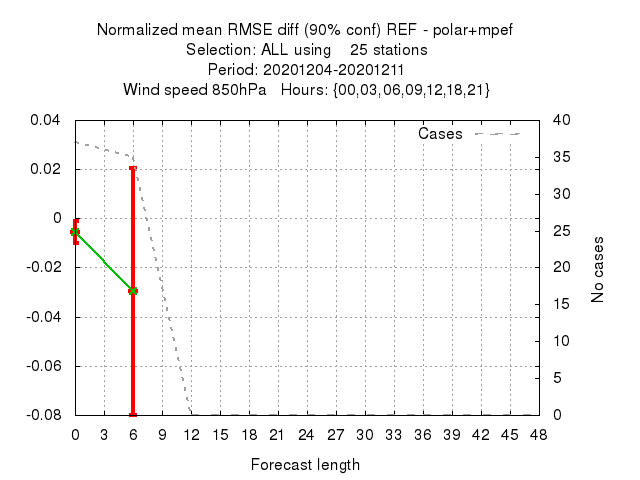 Normalized mean RMSE diff (90% conf) REF - polar+mpef
Selection: ALL using    25 stations
Period: 20201204-20201211
Wind speed 850hPa   Hours: {00,03,06,09,12,18,21}
Cases
0.04
0.02
0
-0.02
-0.04
-0.06
-0.08
40
35
30
25
20
15
10
5
0
No cases
0 3 6 9 12 15 18 21 24 27 30 33 36 39 42 45 48
Forecast length